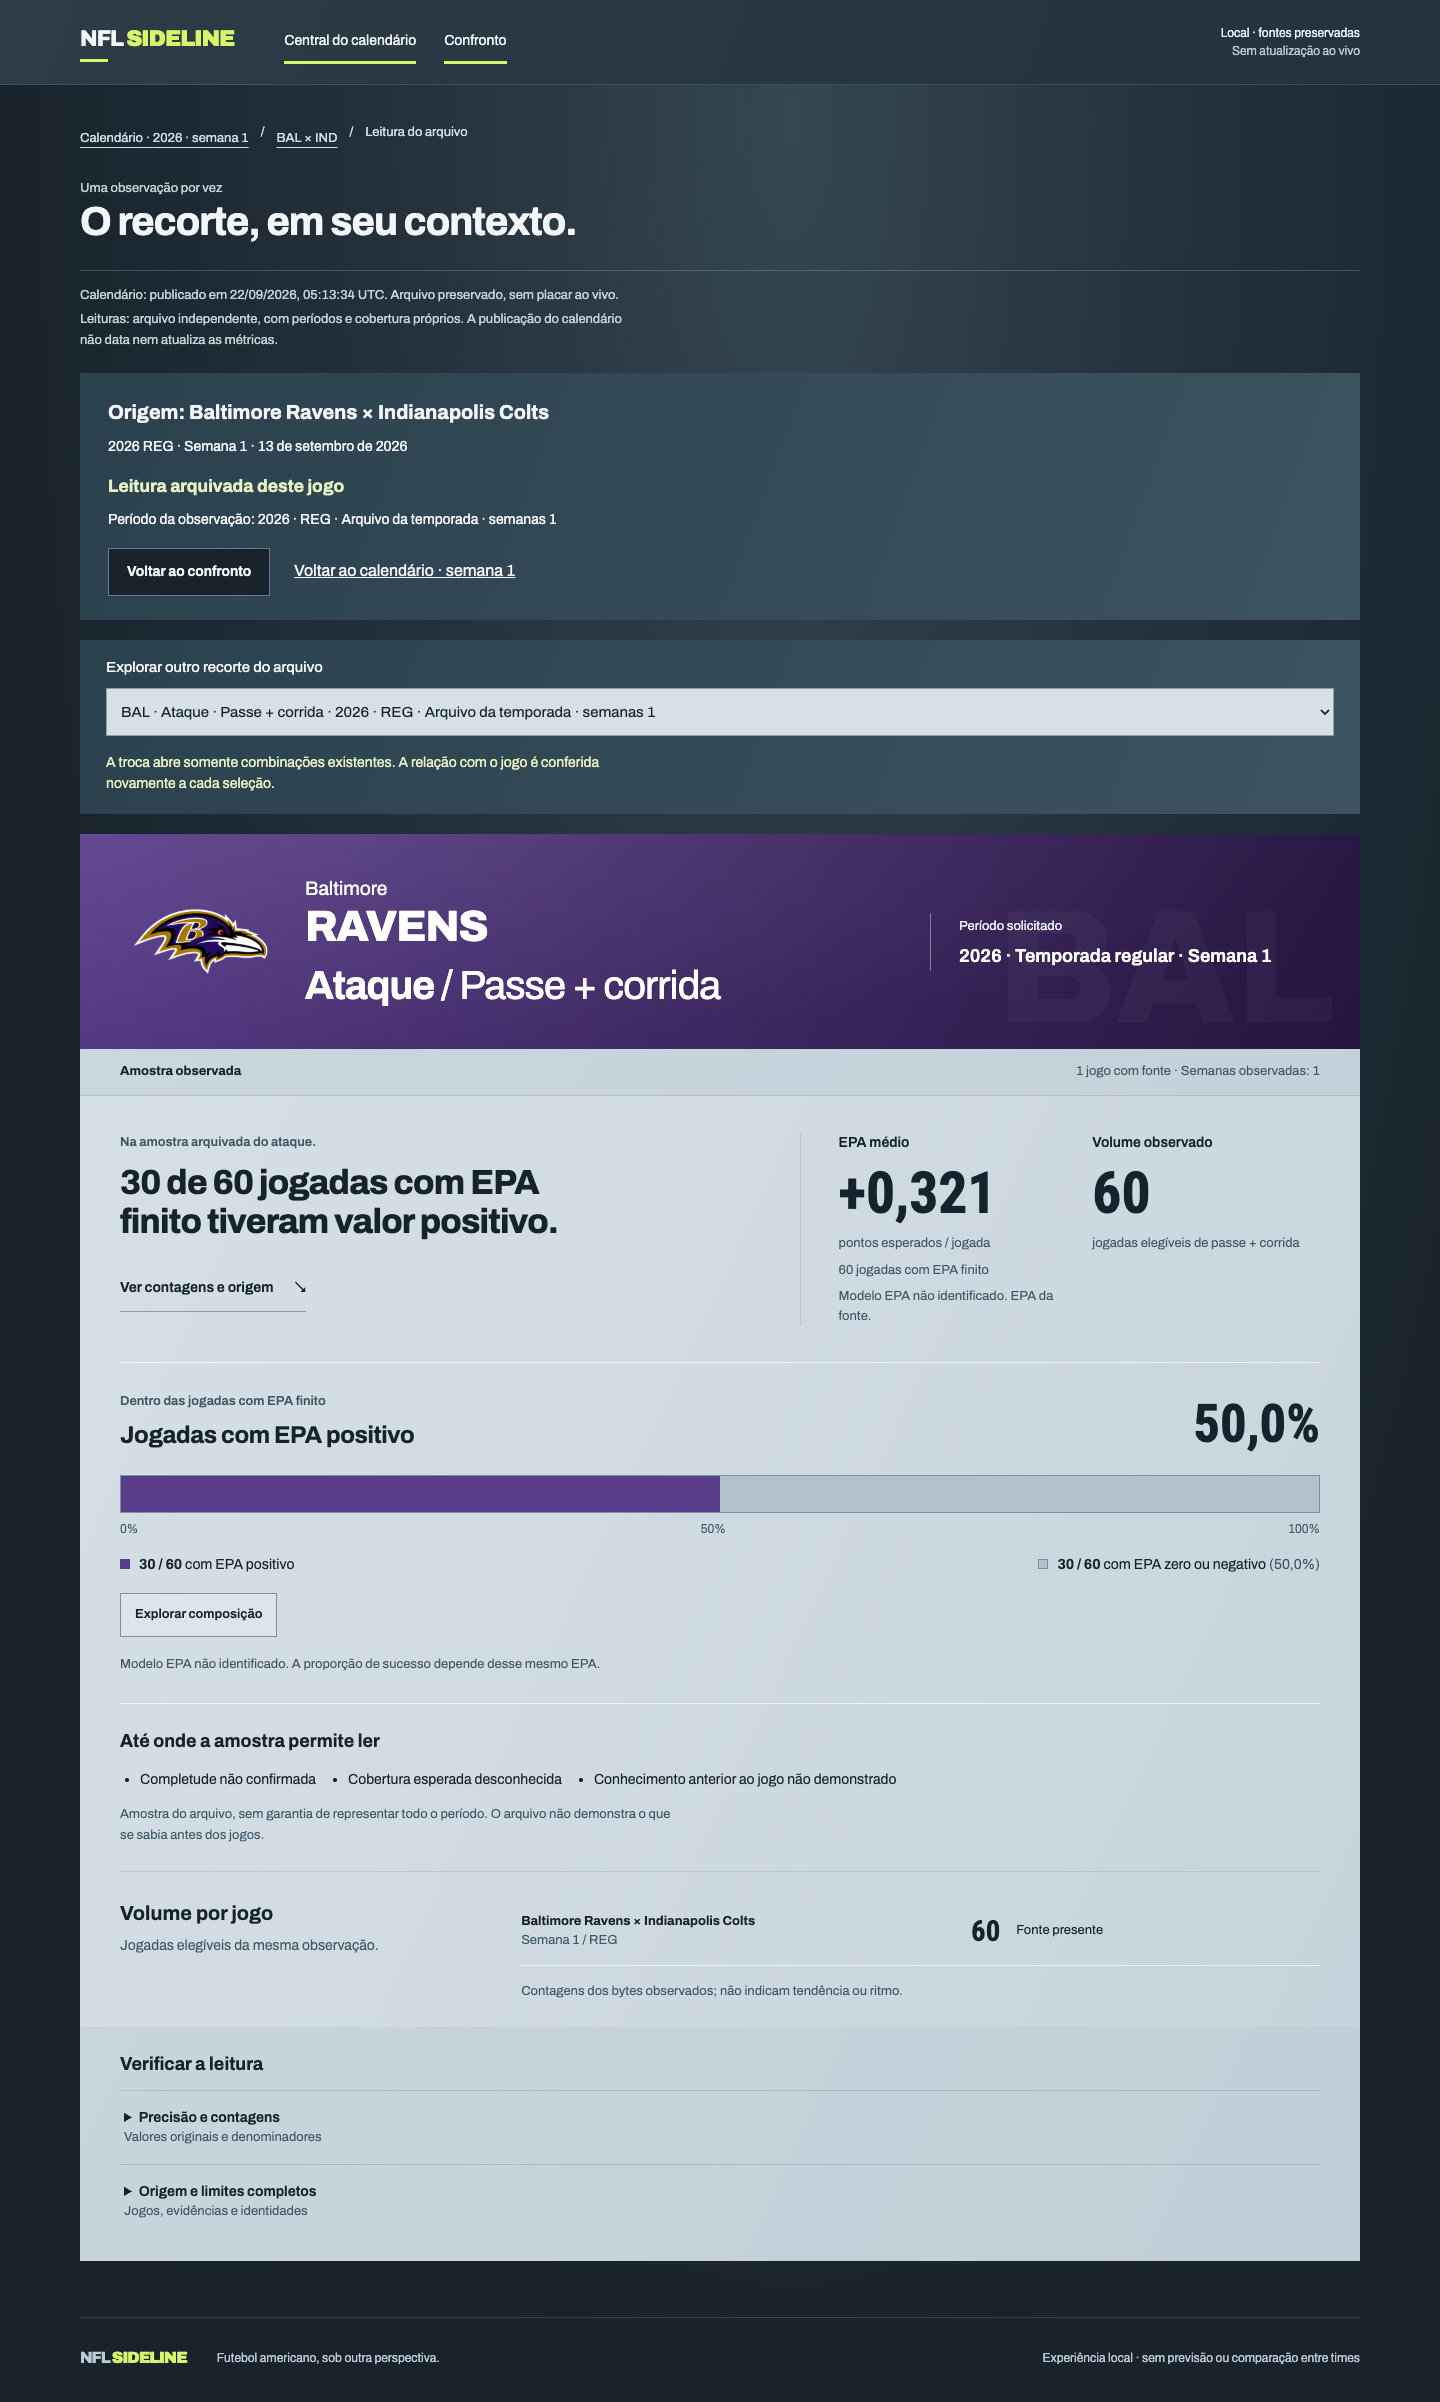 NFL SIDELINE
Central do calendário
Confronto
Local · fontes preservadas
Sem atualização ao vivo
Calendário · 2026 · semana 1 / BAL × IND / Leitura do arquivo
Uma observação por vez
O recorte, em seu contexto.
Calendário: publicado em 22/09/2026, 05:13:34 UTC. Arquivo preservado, sem placar ao vivo.
Leituras: arquivo independente, com períodos e cobertura próprios. A publicação do calendário
não data nem atualiza as métricas.
Origem: Baltimore Ravens × Indianapolis Colts
2026 REG · Semana 1 · 13 de setembro de 2026
Leitura arquivada deste jogo
Período da observação: 2026 · REG · Arquivo da temporada · semanas 1
Voltar ao confronto
Voltar ao calendário · semana 1
Explorar outro recorte do arquivo
BAL · Ataque · Passe + corrida · 2026 · REG · Arquivo da temporada · semanas 1
A troca abre somente combinações existentes. A relação com o jogo é conferida
novamente a cada seleção.
B
Baltimore
RAVENS
Ataque / Passe + corrida
BAL
Período solicitado
2026 · Temporada regular · Semana 1
Amostra observada
1 jogo com fonte · Semanas observadas: 1
Na amostra arquivada do ataque.
30 de 60 jogadas com EPA
finito tiveram valor positivo.
Ver contagens e origem ↘
EPA médio
+0,321
pontos esperados / jogada
60 jogadas com EPA finito
Modelo EPA não identificado. EPA da
fonte.
Volume observado
60
jogadas elegíveis de passe + corrida
Dentro das jogadas com EPA finito
Jogadas com EPA positivo
50,0%
0%
50%
100%
30 / 60 com EPA positivo
30 / 60 com EPA zero ou negativo (50,0%)
Explorar composição
Modelo EPA não identificado. A proporção de sucesso depende desse mesmo EPA.
Até onde a amostra permite ler
• Completude não confirmada • Cobertura esperada desconhecida • Conhecimento anterior ao jogo não demonstrado
Amostra do arquivo, sem garantia de representar todo o período. O arquivo não demonstra o que
se sabia antes dos jogos.
Volume por jogo
Jogadas elegíveis da mesma observação.
Baltimore Ravens × Indianapolis Colts
Semana 1 / REG
60 Fonte presente
Contagens dos bytes observados; não indicam tendência ou ritmo.
Verificar a leitura
Precisão e contagens
Valores originais e denominadores
Origem e limites completos
Jogos, evidências e identidades
NFL SIDELINE
Futebol americano, sob outra perspectiva.
Experiência local · sem previsão ou comparação entre times